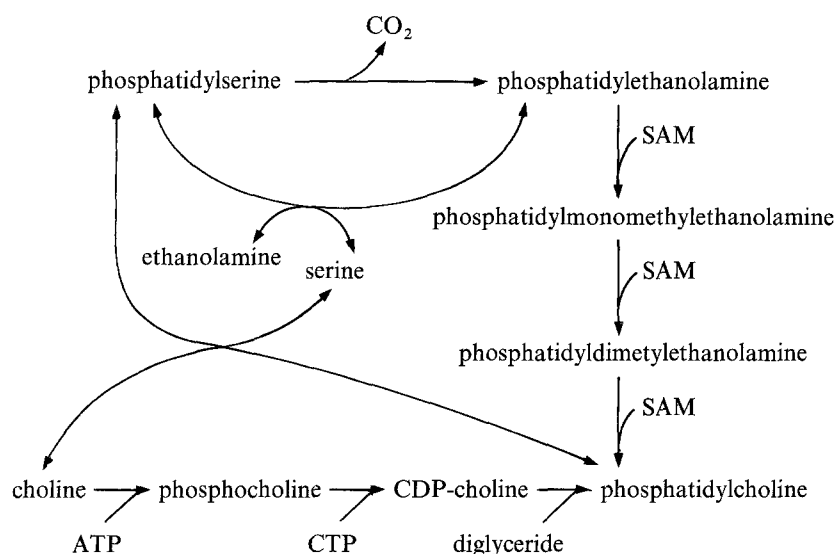 CO₂
phosphatidylserine phosphatidylethanolamine
SAM
phosphatidylmonomethylethanolamine
ethanolamine
serine
SAM
phosphatidyldimetylethanolamine
SAM
choline phosphocholine CDP-choline phosphatidylcholine
ATP CTP diglyceride